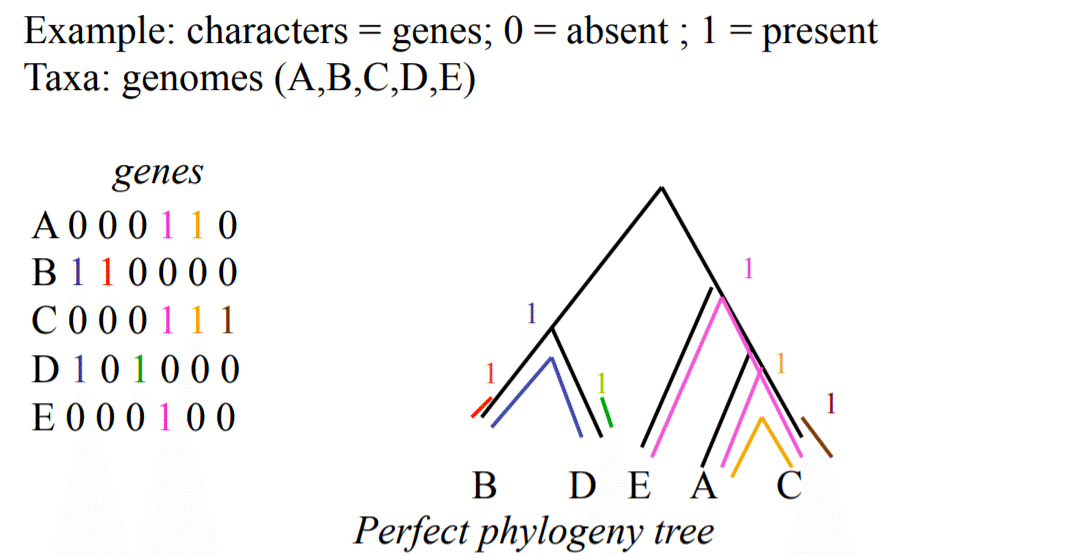 Example: characters = genes; 0 = absent ; 1 = present
Taxa: genomes (A,B,C,D,E)
genes
A 0 0 0 1 1 0
B 1 1 0 0 0 0
C 0 0 0 1 1 1
D 1 0 1 0 0 0
E 0 0 0 1 0 0
1
1
1
1
1
1
B D E A C
Perfect phylogeny tree